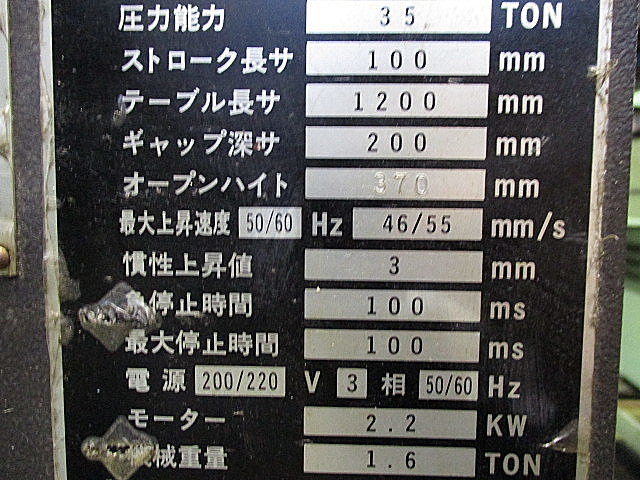 圧力能力 35 TON
ストローク長サ 100 mm
テーブル長サ 1200 mm
ギャップ深サ 200 mm
オープンハイト 370 mm
最大上昇速度 50/60 Hz 46/55 mm/s
慣性上昇値 3 mm
急停止時間 100 ms
最大停止時間 100 ms
電源 200/220 V 3 相 50/60 Hz
モーター 2.2 KW
機械重量 1.6 TON